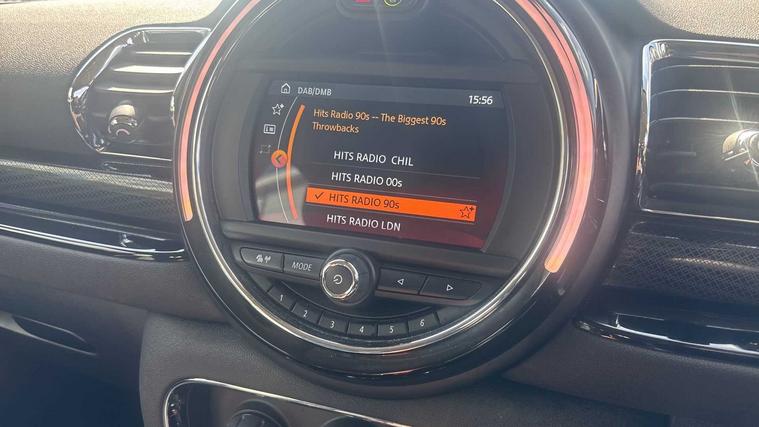 DAB/DMB
15:56
Hits Radio 90s -- The Biggest 90s
Throwbacks
HITS RADIO CHIL
HITS RADIO 00s
HITS RADIO 90s
HITS RADIO LDN
MODE
1 2 3 4 5 6